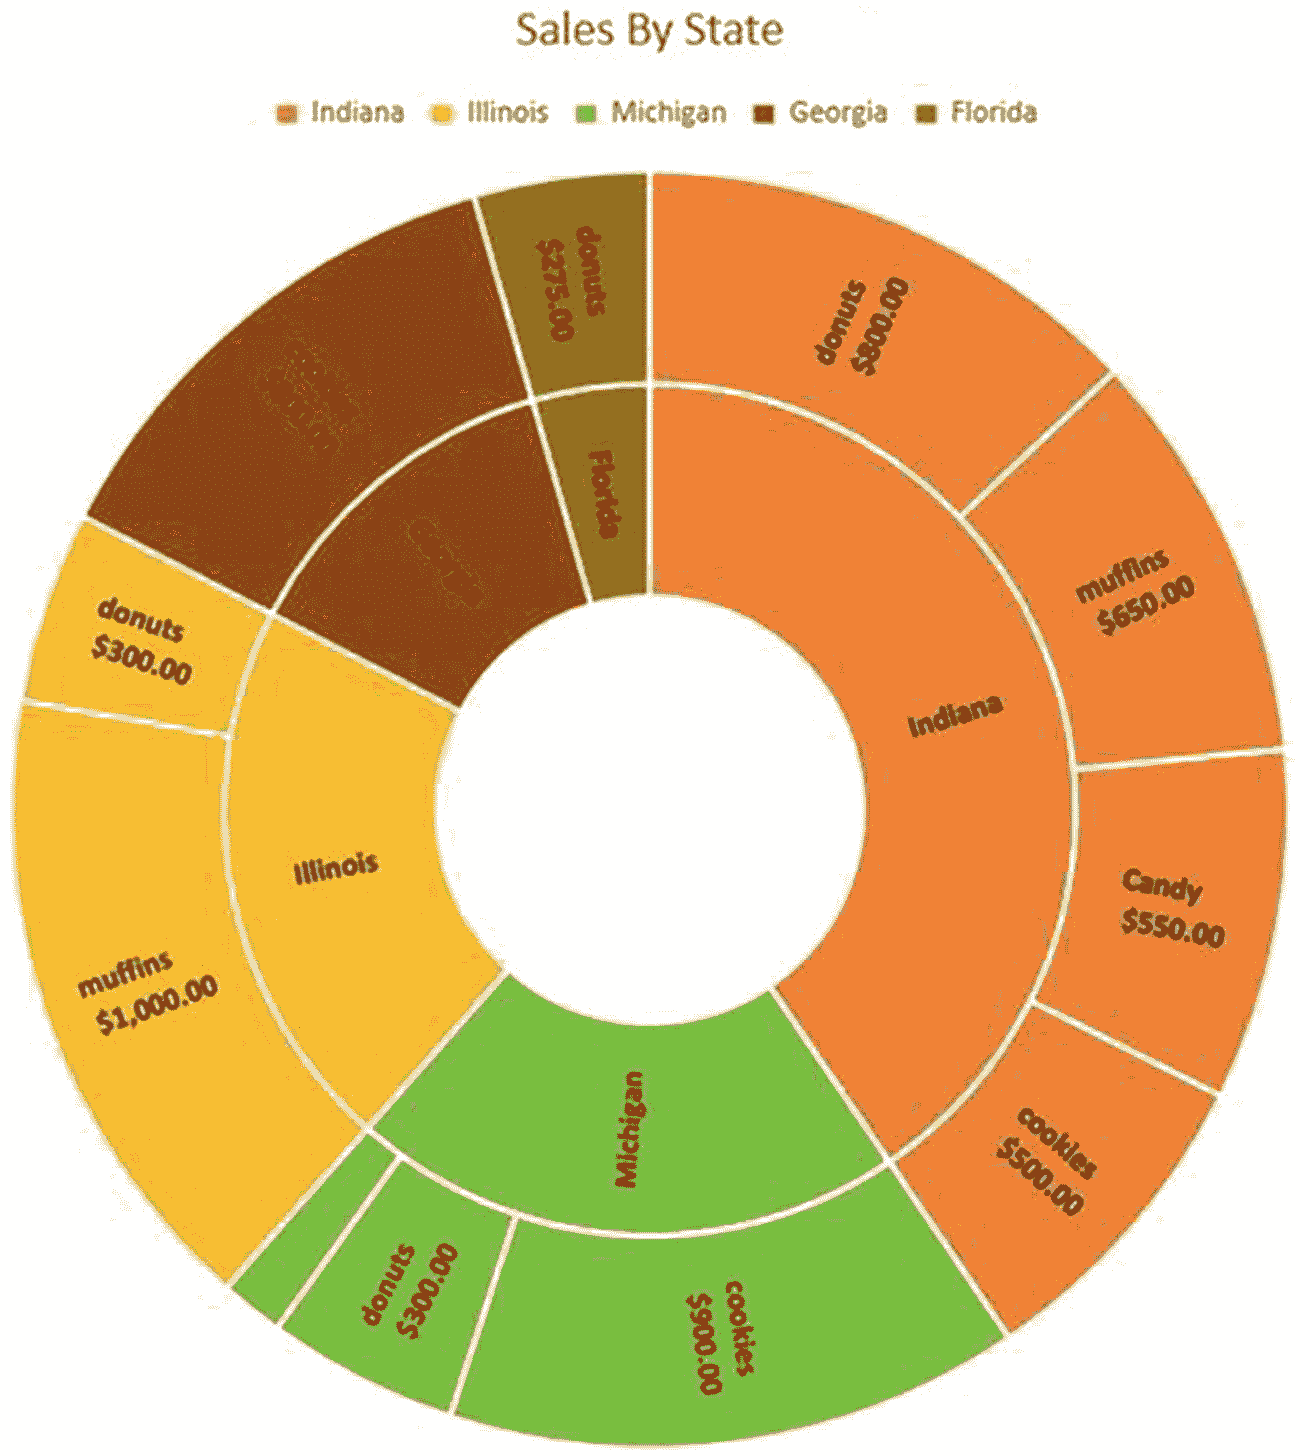 Sales By State
Indiana Illinois Michigan Georgia Florida
donuts
$800.00
muffins
$650.00
Candy
$550.00
cookies
$500.00
Indiana
cookies
$900.00
donuts
$300.00
Michigan
muffins
$1,000.00
donuts
$300.00
Illinois
donuts
$275.00
Florida